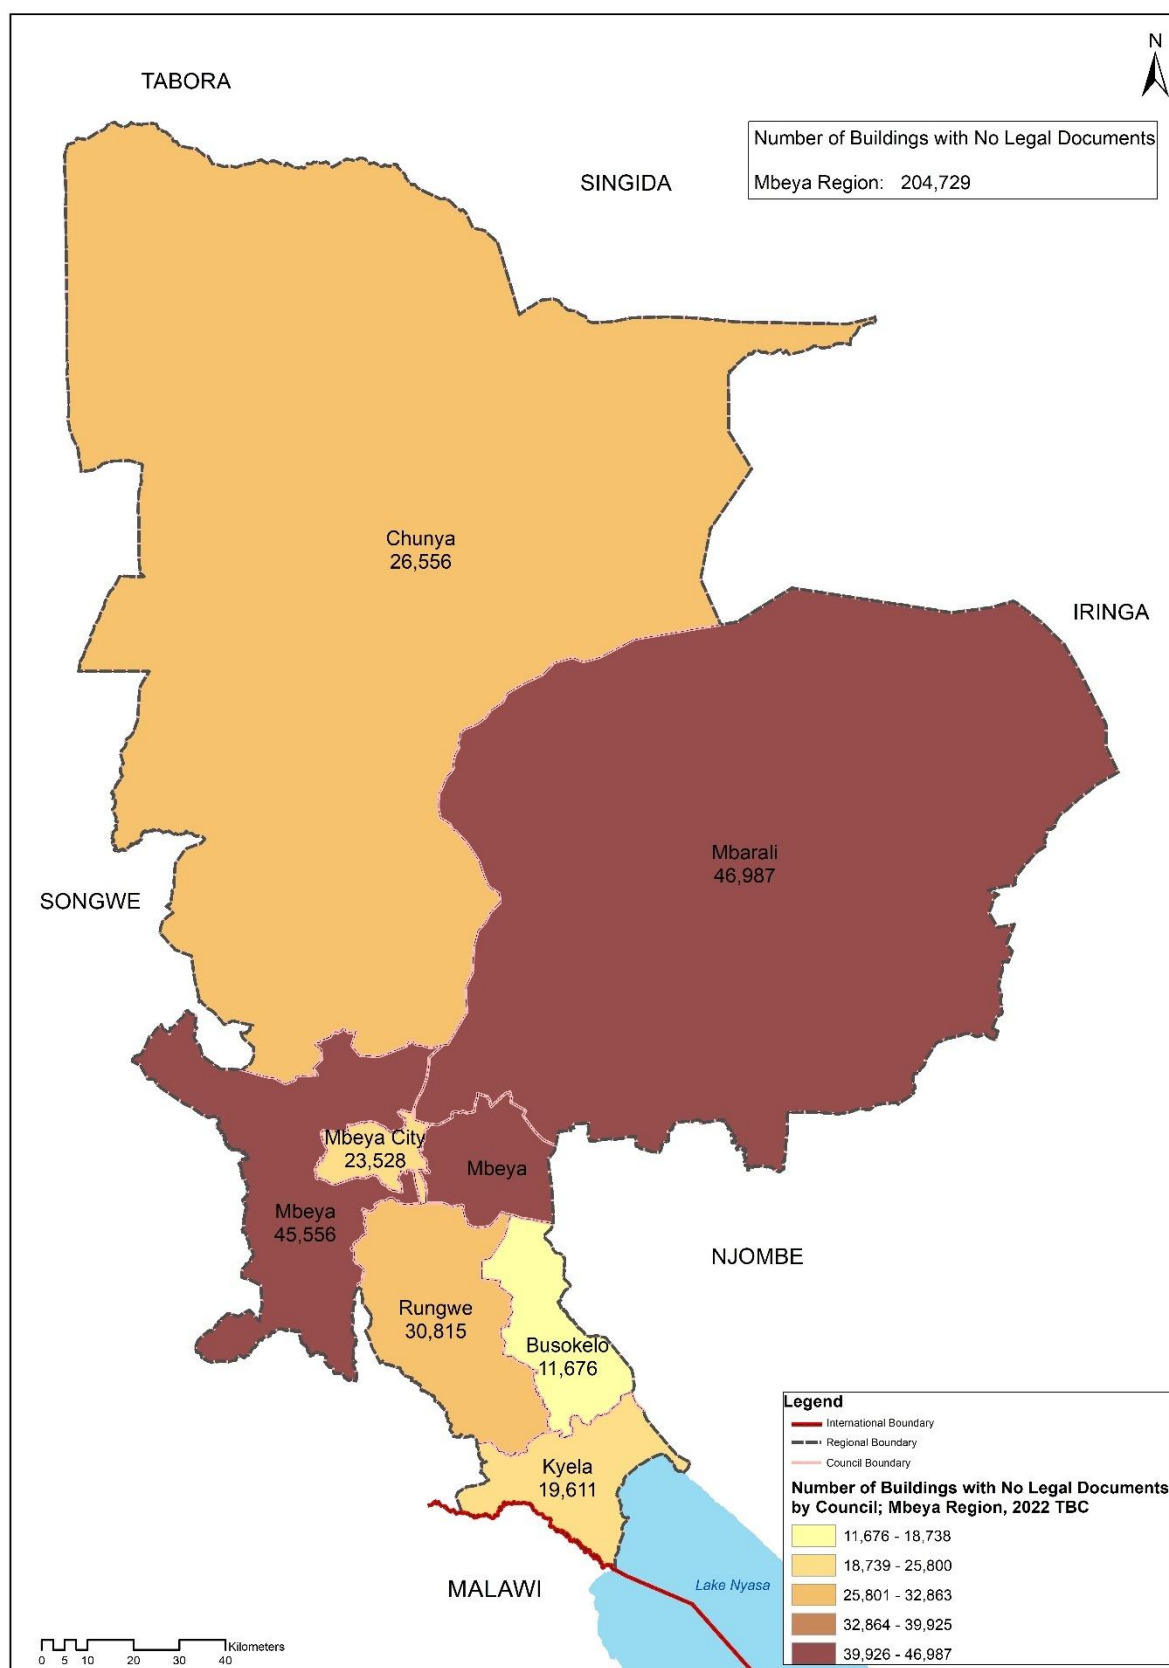 N
TABORA
Number of Buildings with No Legal Documents
Mbeya Region: 204,729
SINGIDA
Chunya
26,556
IRINGA
Mbarali
46,987
SONGWE
Mbeya City
23,528
Mbeya
Mbeya
45,556
NJOMBE
Rungwe
30,815
Busokelo
11,676
Kyela
19,611
MALAWI
Lake Nyasa
Legend
International Boundary
Regional Boundary
Council Boundary
Number of Buildings with No Legal Documents
by Council; Mbeya Region, 2022 TBC
11,676 - 18,738
18,739 - 25,800
25,801 - 32,863
32,864 - 39,925
39,926 - 46,987
Kilometers
0 5 10 20 30 40